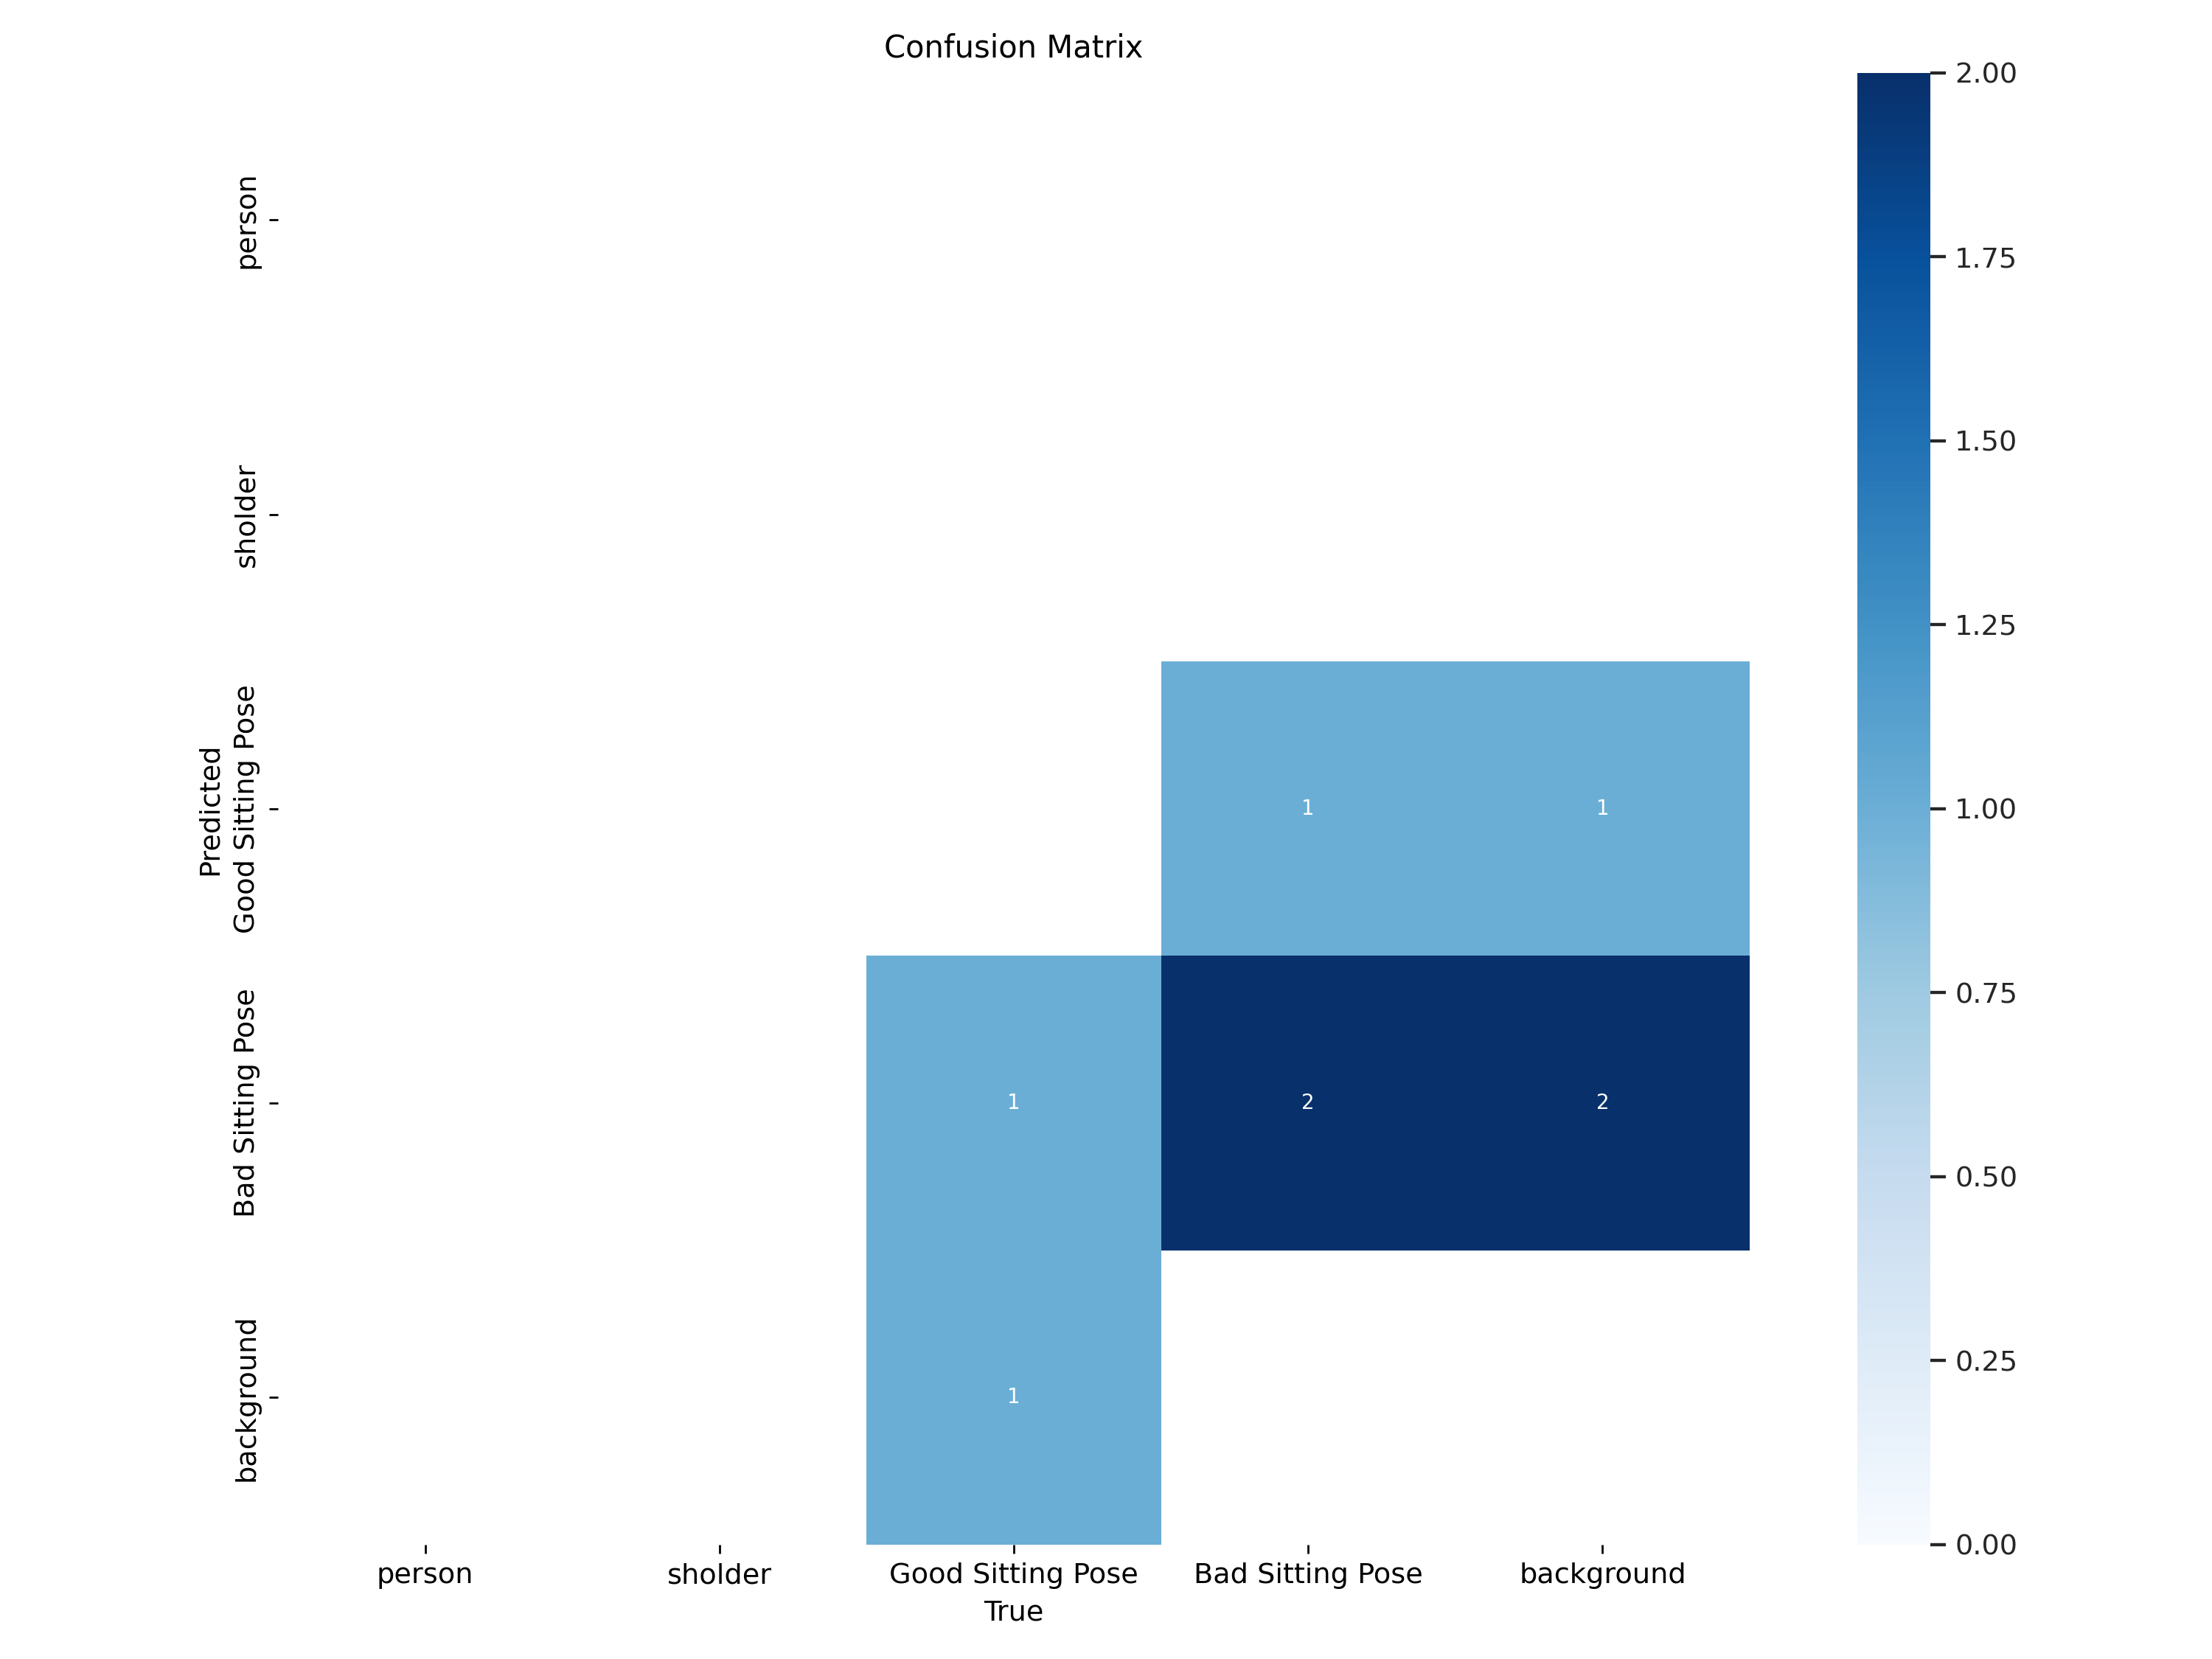 Confusion Matrix
2.00
1.75
1.50
1.25
1.00
0.75
0.50
0.25
0.00
Predicted
person
sholder
Good Sitting Pose
Bad Sitting Pose
background
1 1
1 2 2
1
person sholder Good Sitting Pose Bad Sitting Pose background
True